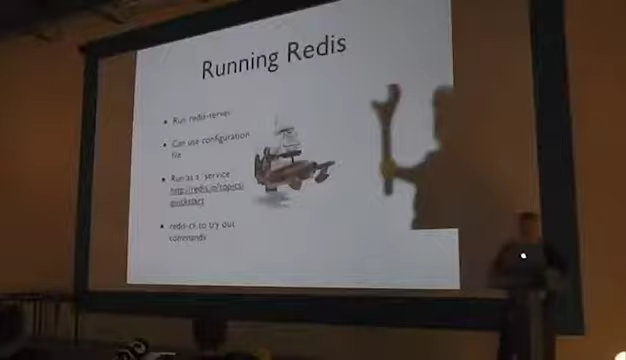 Running Redis
Run redis-server
Can use configuration
file
Run as a service
http://redis.io/topics/
quickstart
redis-cli to try out
commands